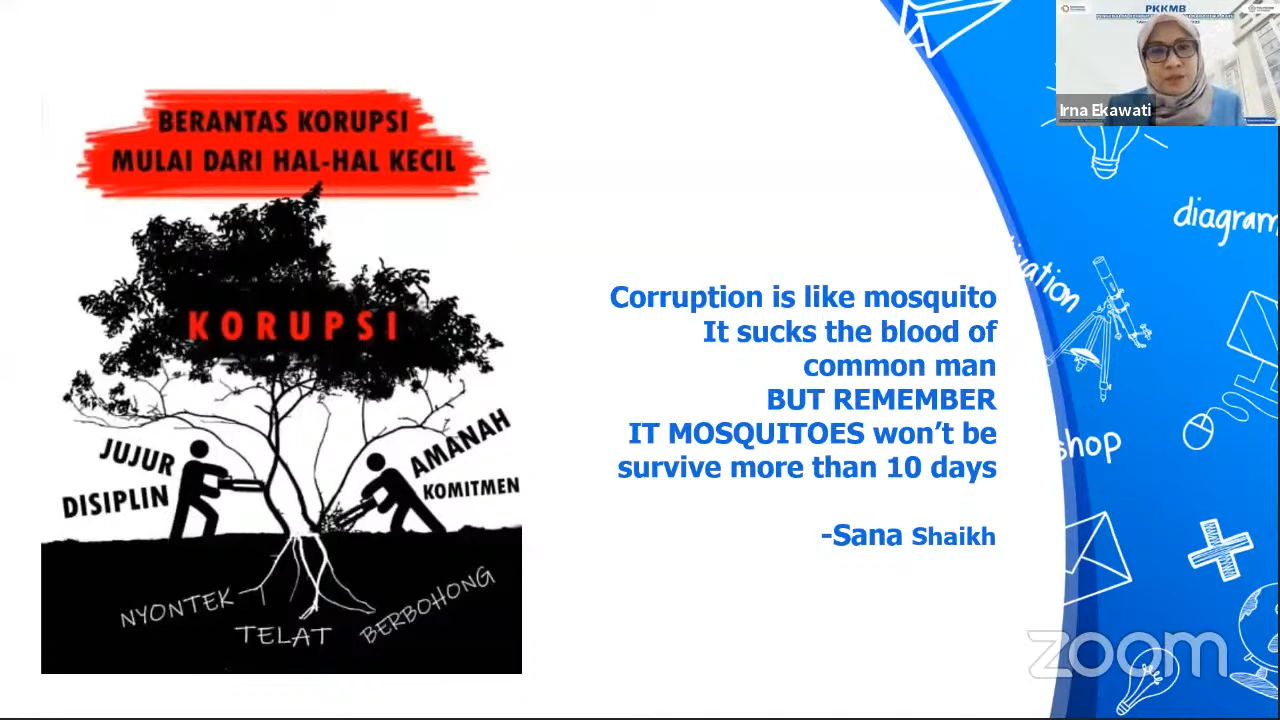 BERANTAS KORUPSI
MULAI DARI HAL-HAL KECIL
KORUPSI
JUJUR
DISIPLIN
AMANAH
KOMITMEN
NYONTEK
TELAT
BERBOHONG
Corruption is like mosquito
It sucks the blood of
common man
BUT REMEMBER
IT MOSQUITOES won’t be
survive more than 10 days
-Sana Shaikh
PKKMB
Irna Ekawati
diagram
shop
zoom